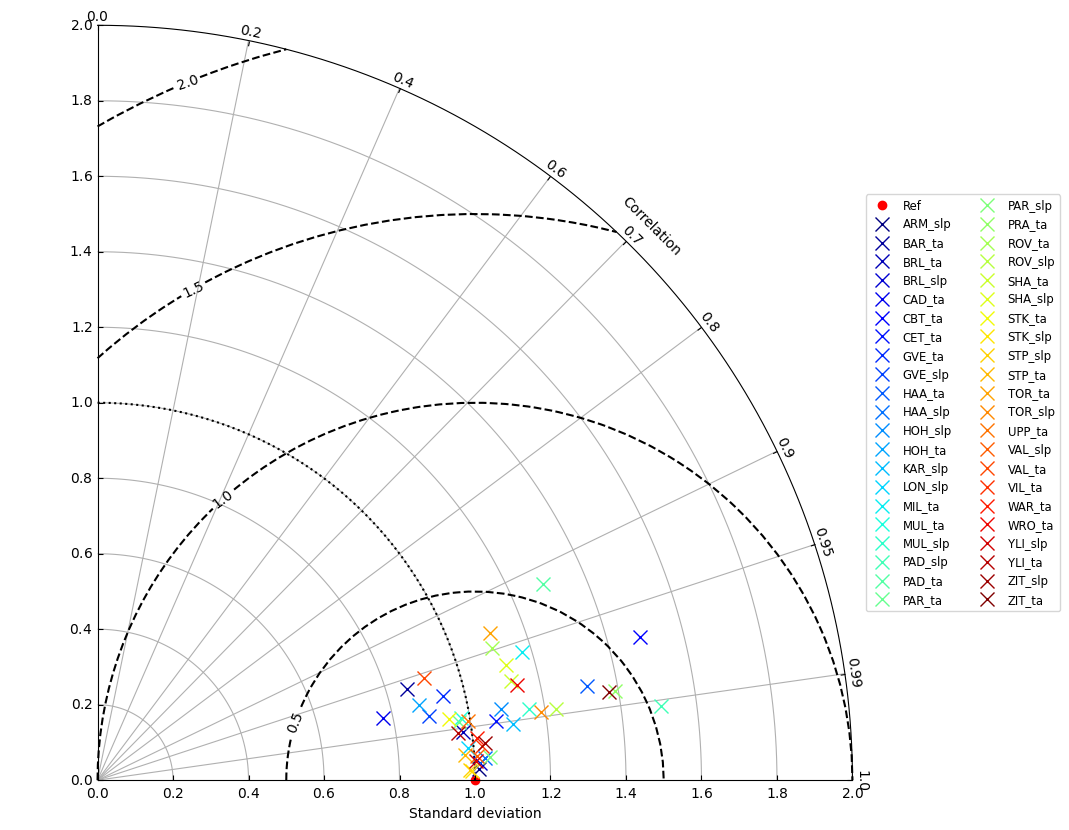 0.0
0.2
0.4
0.6
Correlation
0.7
0.8
0.9
0.95
0.99
1.0
2.0
1.8
1.6
1.4
1.2
1.0
0.8
0.6
0.4
0.2
0.0
2.0
1.5
1.0
0.5
0.0 0.2 0.4 0.6 0.8 1.0 1.2 1.4 1.6 1.8 2.0
Standard deviation
Ref
ARM_slp
BAR_ta
BRL_ta
BRL_slp
CAD_ta
CBT_ta
CET_ta
GVE_ta
GVE_slp
HAA_ta
HAA_slp
HOH_slp
HOH_ta
KAR_slp
LON_slp
MIL_ta
MUL_ta
MUL_slp
PAD_slp
PAD_ta
PAR_ta
PAR_slp
PRA_ta
ROV_ta
ROV_slp
SHA_ta
SHA_slp
STK_ta
STK_slp
STP_slp
STP_ta
TOR_ta
TOR_slp
UPP_ta
VAL_slp
VAL_ta
VIL_ta
WAR_ta
WRO_ta
YLI_slp
YLI_ta
ZIT_slp
ZIT_ta